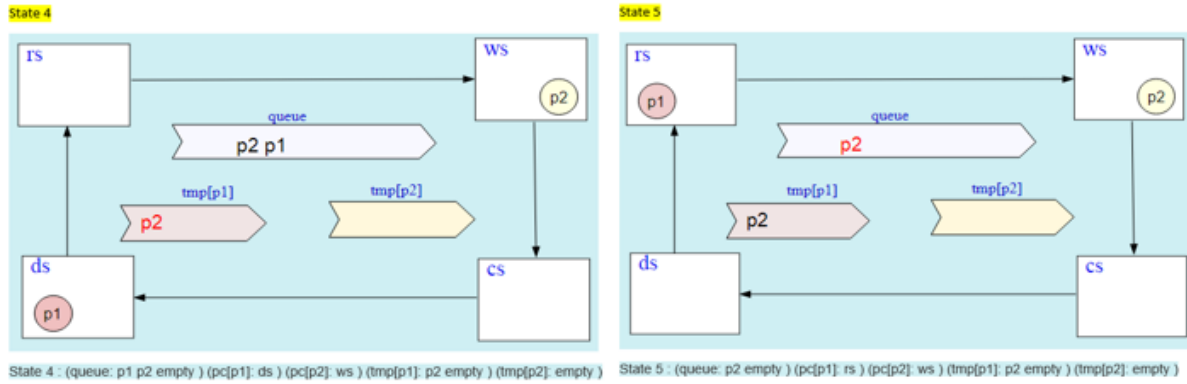 State 4
rs
ws
p2
queue
p2 p1
tmp[p1]
tmp[p2]
p2
ds
p1
cs
State 4 : (queue: p1 p2 empty ) (pc[p1]: ds ) (pc[p2]: ws ) (tmp[p1]: p2 empty ) (tmp[p2]: empty )
State 5
rs
ws
p1
p2
queue
p2
tmp[p1]
tmp[p2]
p2
ds
cs
State 5 : (queue: p2 empty ) (pc[p1]: rs ) (pc[p2]: ws ) (tmp[p1]: p2 empty ) (tmp[p2]: empty )